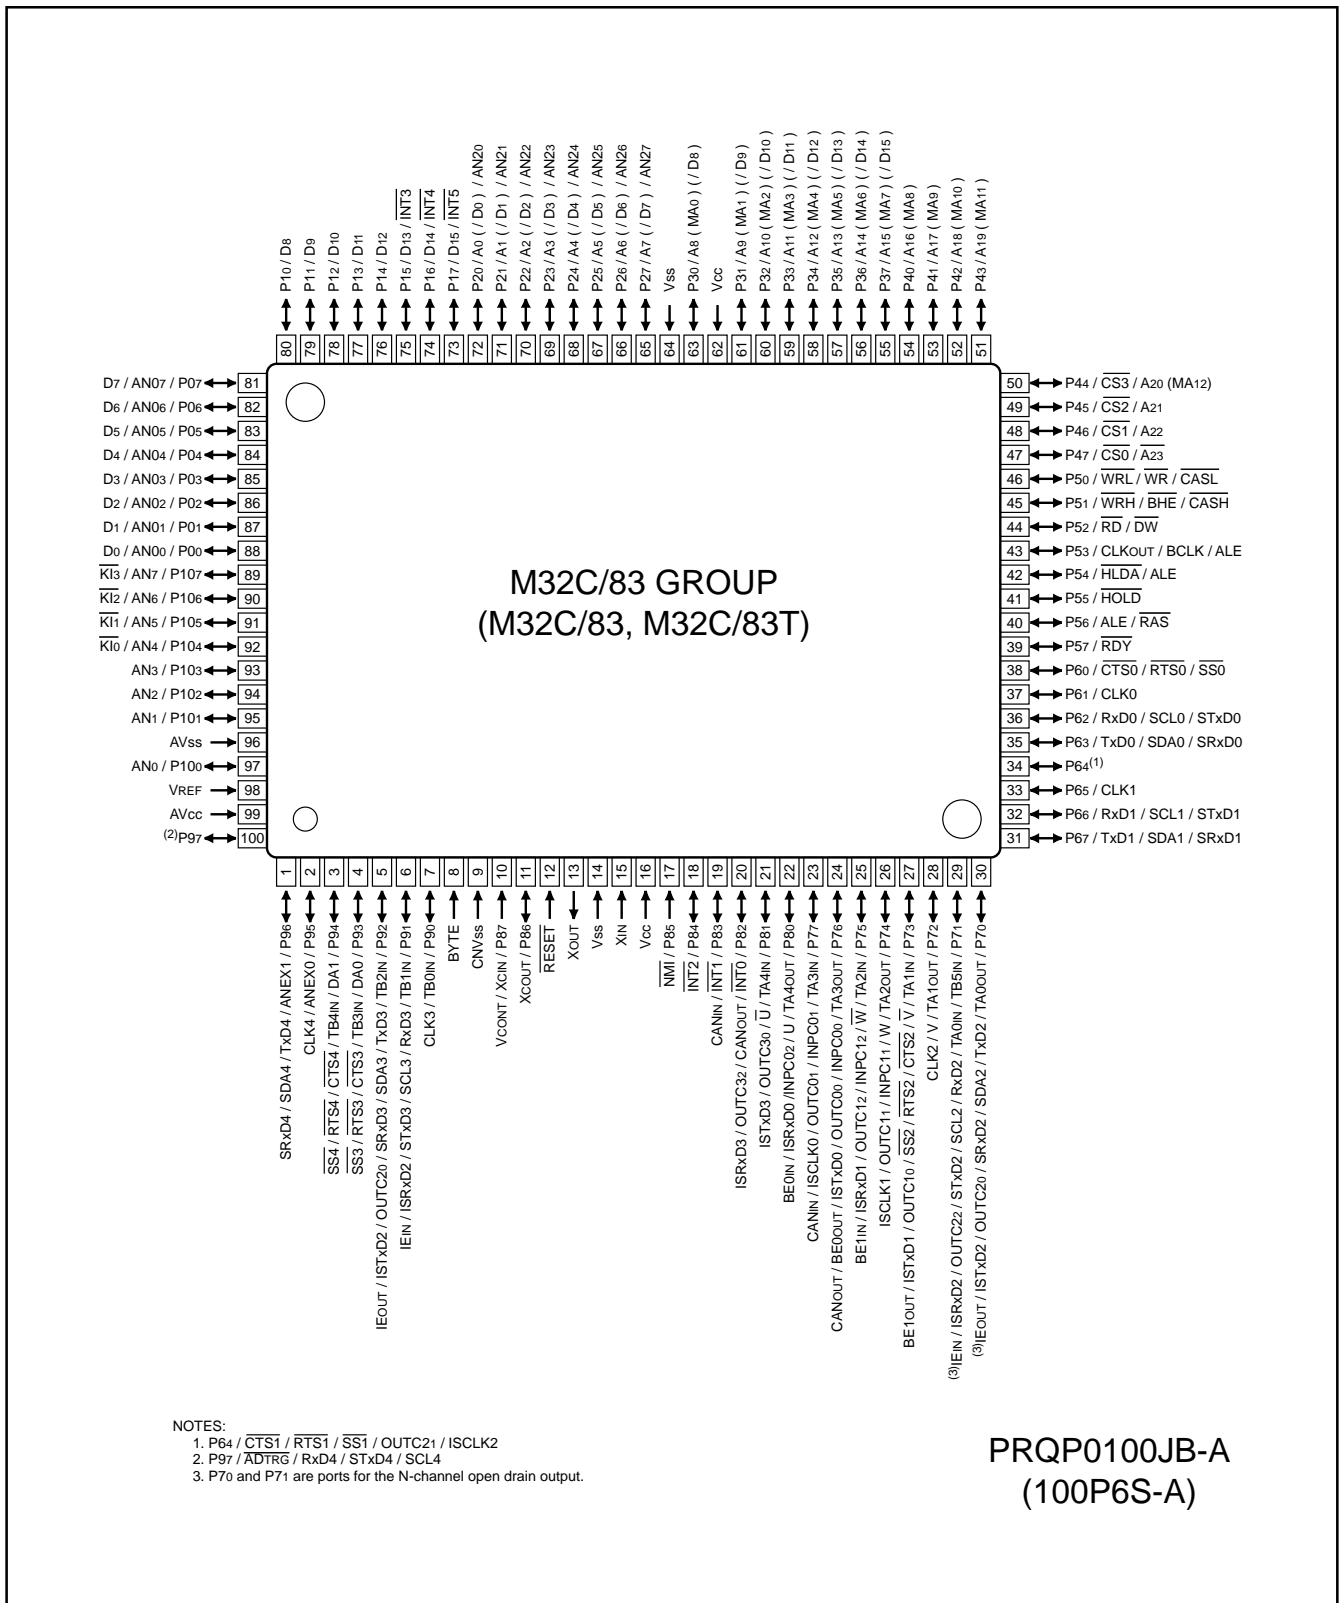 P10 / D8
P11 / D9
P12 / D10
P13 / D11
P14 / D12
P15 / D13 / INT3
P16 / D14 / INT4
P17 / D15 / INT5
P20 / A0 ( / D0 ) / AN20
P21 / A1 ( / D1 ) / AN21
P22 / A2 ( / D2 ) / AN22
P23 / A3 ( / D3 ) / AN23
P24 / A4 ( / D4 ) / AN24
P25 / A5 ( / D5 ) / AN25
P26 / A6 ( / D6 ) / AN26
P27 / A7 ( / D7 ) / AN27
Vss
P30 / A8 ( MA0 ) ( / D8 )
Vcc
P31 / A9 ( MA1 ) ( / D9 )
P32 / A10 ( MA2 ) ( / D10 )
P33 / A11 ( MA3 ) ( / D11 )
P34 / A12 ( MA4 ) ( / D12 )
P35 / A13 ( MA5 ) ( / D13 )
P36 / A14 ( MA6 ) ( / D14 )
P37 / A15 ( MA7 ) ( / D15 )
P40 / A16 ( MA8 )
P41 / A17 ( MA9 )
P42 / A18 ( MA10 )
P43 / A19 ( MA11 )
80 79 78 77 76 75 74 73 72 71 70 69 68 67 66 65 64 63 62 61 60 59 58 57 56 55 54 53 52 51
D7 / AN07 / P07 81
D6 / AN06 / P06 82
D5 / AN05 / P05 83
D4 / AN04 / P04 84
D3 / AN03 / P03 85
D2 / AN02 / P02 86
D1 / AN01 / P01 87
D0 / AN00 / P00 88
KI3 / AN7 / P107 89
KI2 / AN6 / P106 90
KI1 / AN5 / P105 91
KI0 / AN4 / P104 92
AN3 / P103 93
AN2 / P102 94
AN1 / P101 95
AVss 96
AN0 / P100 97
VREF 98
AVcc 99
(2)P97 100
M32C/83 GROUP
(M32C/83, M32C/83T)
50 P44 / CS3 / A20 (MA12)
49 P45 / CS2 / A21
48 P46 / CS1 / A22
47 P47 / CS0 / A23
46 P50 / WRL / WR / CASL
45 P51 / WRH / BHE / CASH
44 P52 / RD / DW
43 P53 / CLKOUT / BCLK / ALE
42 P54 / HLDA / ALE
41 P55 / HOLD
40 P56 / ALE / RAS
39 P57 / RDY
38 P60 / CTS0 / RTS0 / SS0
37 P61 / CLK0
36 P62 / RxD0 / SCL0 / STxD0
35 P63 / TxD0 / SDA0 / SRxD0
34 P64(1)
33 P65 / CLK1
32 P66 / RxD1 / SCL1 / STxD1
31 P67 / TxD1 / SDA1 / SRxD1
1 2 3 4 5 6 7 8 9 10 11 12 13 14 15 16 17 18 19 20 21 22 23 24 25 26 27 28 29 30
SRxD4 / SDA4 / TxD4 / ANEX1 / P96
CLK4 / ANEX0 / P95
SS4 / RTS4 / CTS4 / TB4IN / DA1 / P94
SS3 / RTS3 / CTS3 / TB3IN / DA0 / P93
IEOUT / ISTxD2 / OUTC20 / SRxD3 / SDA3 / TxD3 / TB2IN / P92
IEIN / ISRxD2 / STxD3 / SCL3 / RxD3 / TB1IN / P91
CLK3 / TB0IN / P90
BYTE
CNVss
VCONT / XCIN / P87
XCOUT / P86
RESET
XOUT
Vss
XIN
Vcc
NMI / P85
INT2 / P84
CANIN / INT1 / P83
ISRxD3 / OUTC32 / CANOUT / INT0 / P82
ISTxD3 / OUTC30 / U / TA4IN / P81
BE0IN / ISRxD0 /INPC02 / U / TA4OUT / P80
CANIN / ISCLK0 / OUTC01 / INPC01 / TA3IN / P77
CANOUT / BE0OUT / ISTxD0 / OUTC00 / INPC00 / TA3OUT / P76
BE1IN / ISRxD1 / OUTC12 / INPC12 / W / TA2IN / P75
ISCLK1 / OUTC11 / INPC11 / W / TA2OUT / P74
BE1OUT / ISTxD1 / OUTC10 / SS2 / RTS2 / CTS2 / V / TA1IN / P73
CLK2 / V / TA1OUT / P72
(3)IEIN / ISRxD2 / OUTC22 / STxD2 / SCL2 / RxD2 / TA0IN / TB5IN / P71
(3)IEOUT / ISTxD2 / OUTC20 / SRxD2 / SDA2 / TxD2 / TA0OUT / P70
NOTES:
1. P64 / CTS1 / RTS1 / SS1 / OUTC21 / ISCLK2
2. P97 / ADTRG / RxD4 / STxD4 / SCL4
3. P70 and P71 are ports for the N-channel open drain output.
PRQP0100JB-A
(100P6S-A)